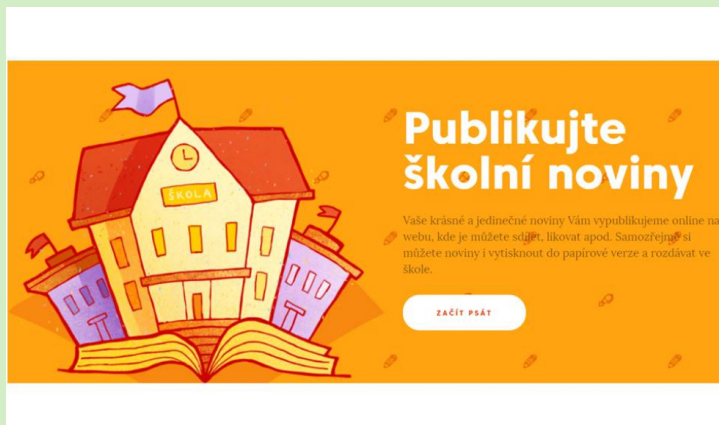 ŠKOLA
Publikujte
školní noviny
Vaše krásné a jedinečné noviny Vám vypublikujeme online na
webu, kde je můžete sdílet, likovat apod. Samozřejmě si
můžete noviny i vytisknout do papírové verze a rozdávat ve
škole.
ZAČÍT PSÁT